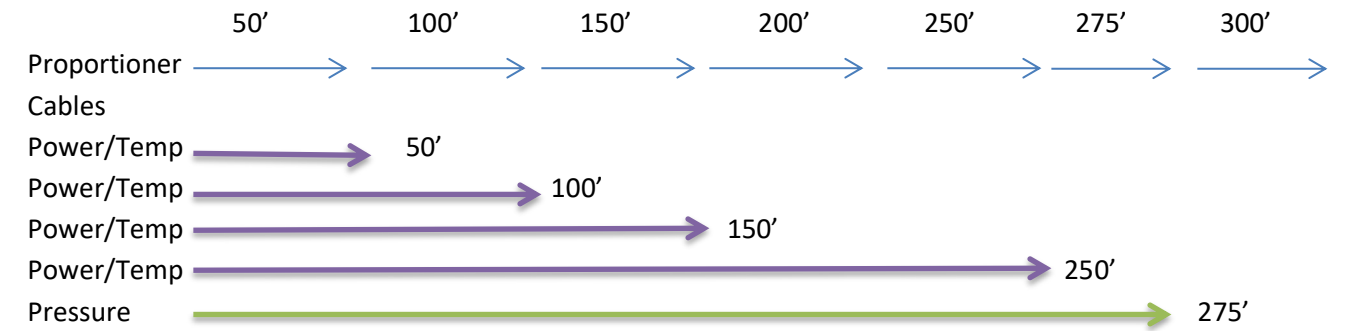 50’ 100’ 150’ 200’ 250’ 275’ 300’
Proportioner
Cables
Power/Temp 50’
Power/Temp 100’
Power/Temp 150’
Power/Temp 250’
Pressure 275’